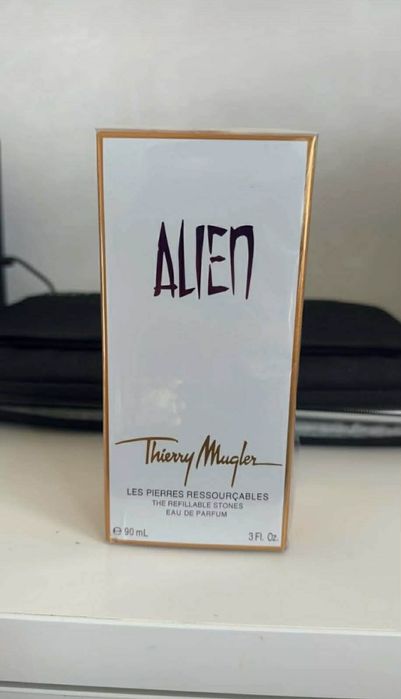 ALIEN
Thierry Mugler
LES PIERRES RESSOURÇABLES
THE REFILLABLE STONES
EAU DE PARFUM
℮ 90 mL 3 Fl. Oz.